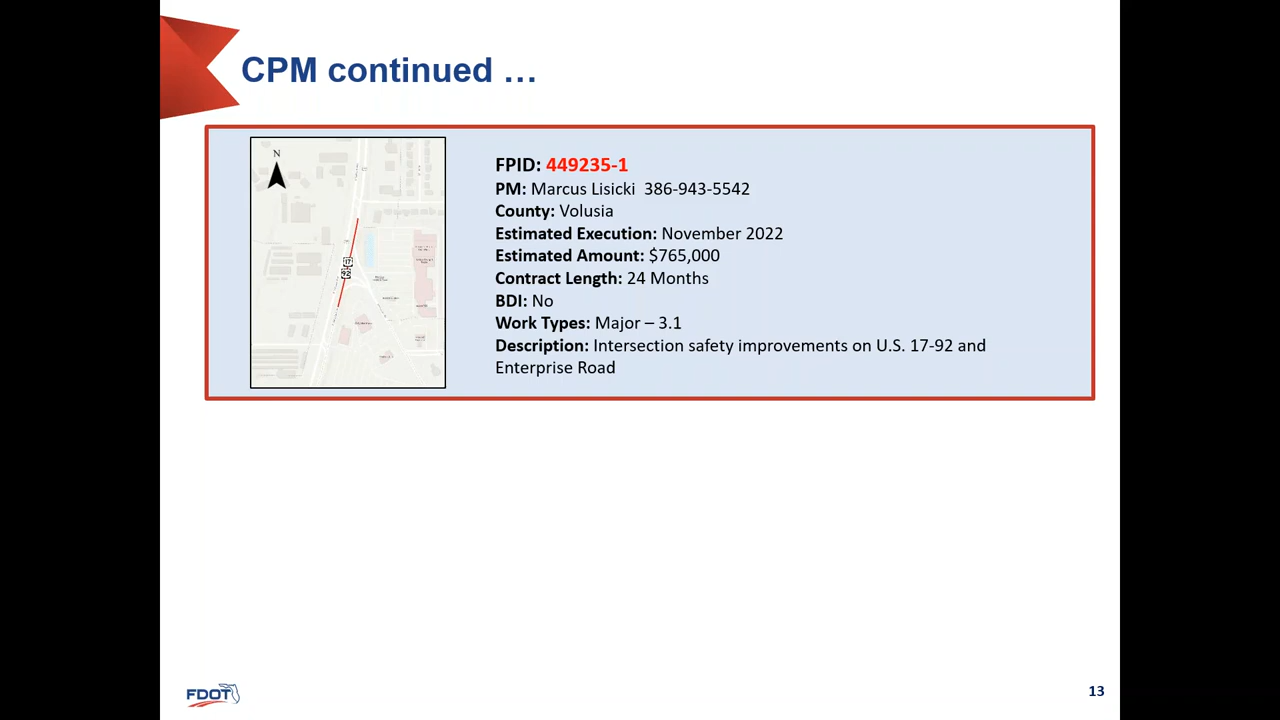 CPM continued …
N
FPID: 449235-1
PM: Marcus Lisicki  386-943-5542
County: Volusia
Estimated Execution: November 2022
Estimated Amount: $765,000
Contract Length: 24 Months
BDI: No
Work Types: Major – 3.1
Description: Intersection safety improvements on U.S. 17-92 and
Enterprise Road
FDOT
13